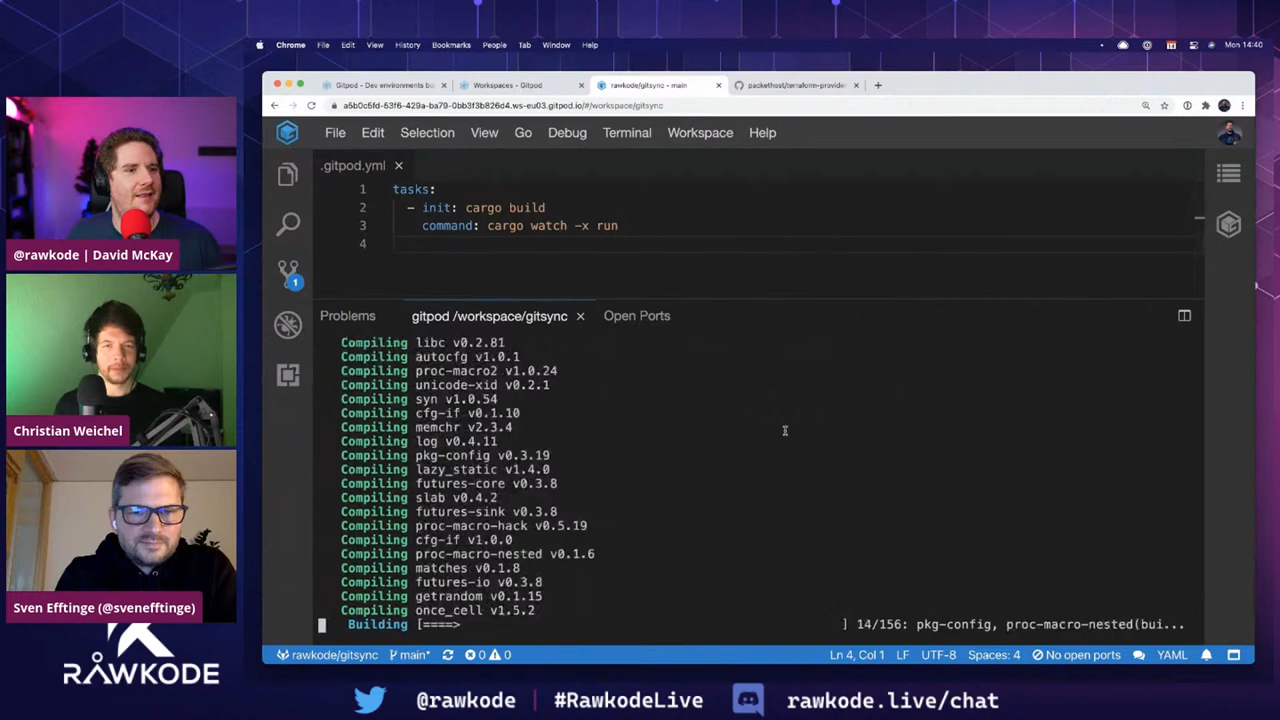 Chrome File Edit View History Bookmarks People Tab Window Help
Mon 14:40
Gitpod - Dev environments bu
Workspaces - Gitpod
rawkode/gitsync - main
packethost/terraform-provider
a5b0c5fd-53f6-429a-ba79-0bb3f3b826d4.ws-eu03.gitpod.io/#/workspace/gitsync
File Edit Selection View Go Debug Terminal Workspace Help
.gitpod.yml
1 tasks:
2 - init: cargo build
3 command: cargo watch -x run
4
Problems gitpod /workspace/gitsync Open Ports
1
Compiling libc v0.2.81
Compiling autocfg v1.0.1
Compiling proc-macro2 v1.0.24
Compiling unicode-xid v0.2.1
Compiling syn v1.0.54
Compiling cfg-if v0.1.10
Compiling memchr v2.3.4
Compiling log v0.4.11
Compiling pkg-config v0.3.19
Compiling lazy_static v1.4.0
Compiling futures-core v0.3.8
Compiling slab v0.4.2
Compiling futures-sink v0.3.8
Compiling proc-macro-hack v0.5.19
Compiling cfg-if v1.0.0
Compiling proc-macro-nested v0.1.6
Compiling matches v0.1.8
Compiling futures-io v0.3.8
Compiling getrandom v0.1.15
Compiling once_cell v1.5.2
Building [====> ] 14/156: pkg-config, proc-macro-nested(bui...
rawkode/gitsync main* 0 0 Ln 4, Col 1 LF UTF-8 Spaces: 4 No open ports YAML
@rawkode | David McKay
Christian Weichel
Sven Efftinge (@svenefftinge)
RAWKODE
@rawkode | #RawkodeLive rawkode.live/chat